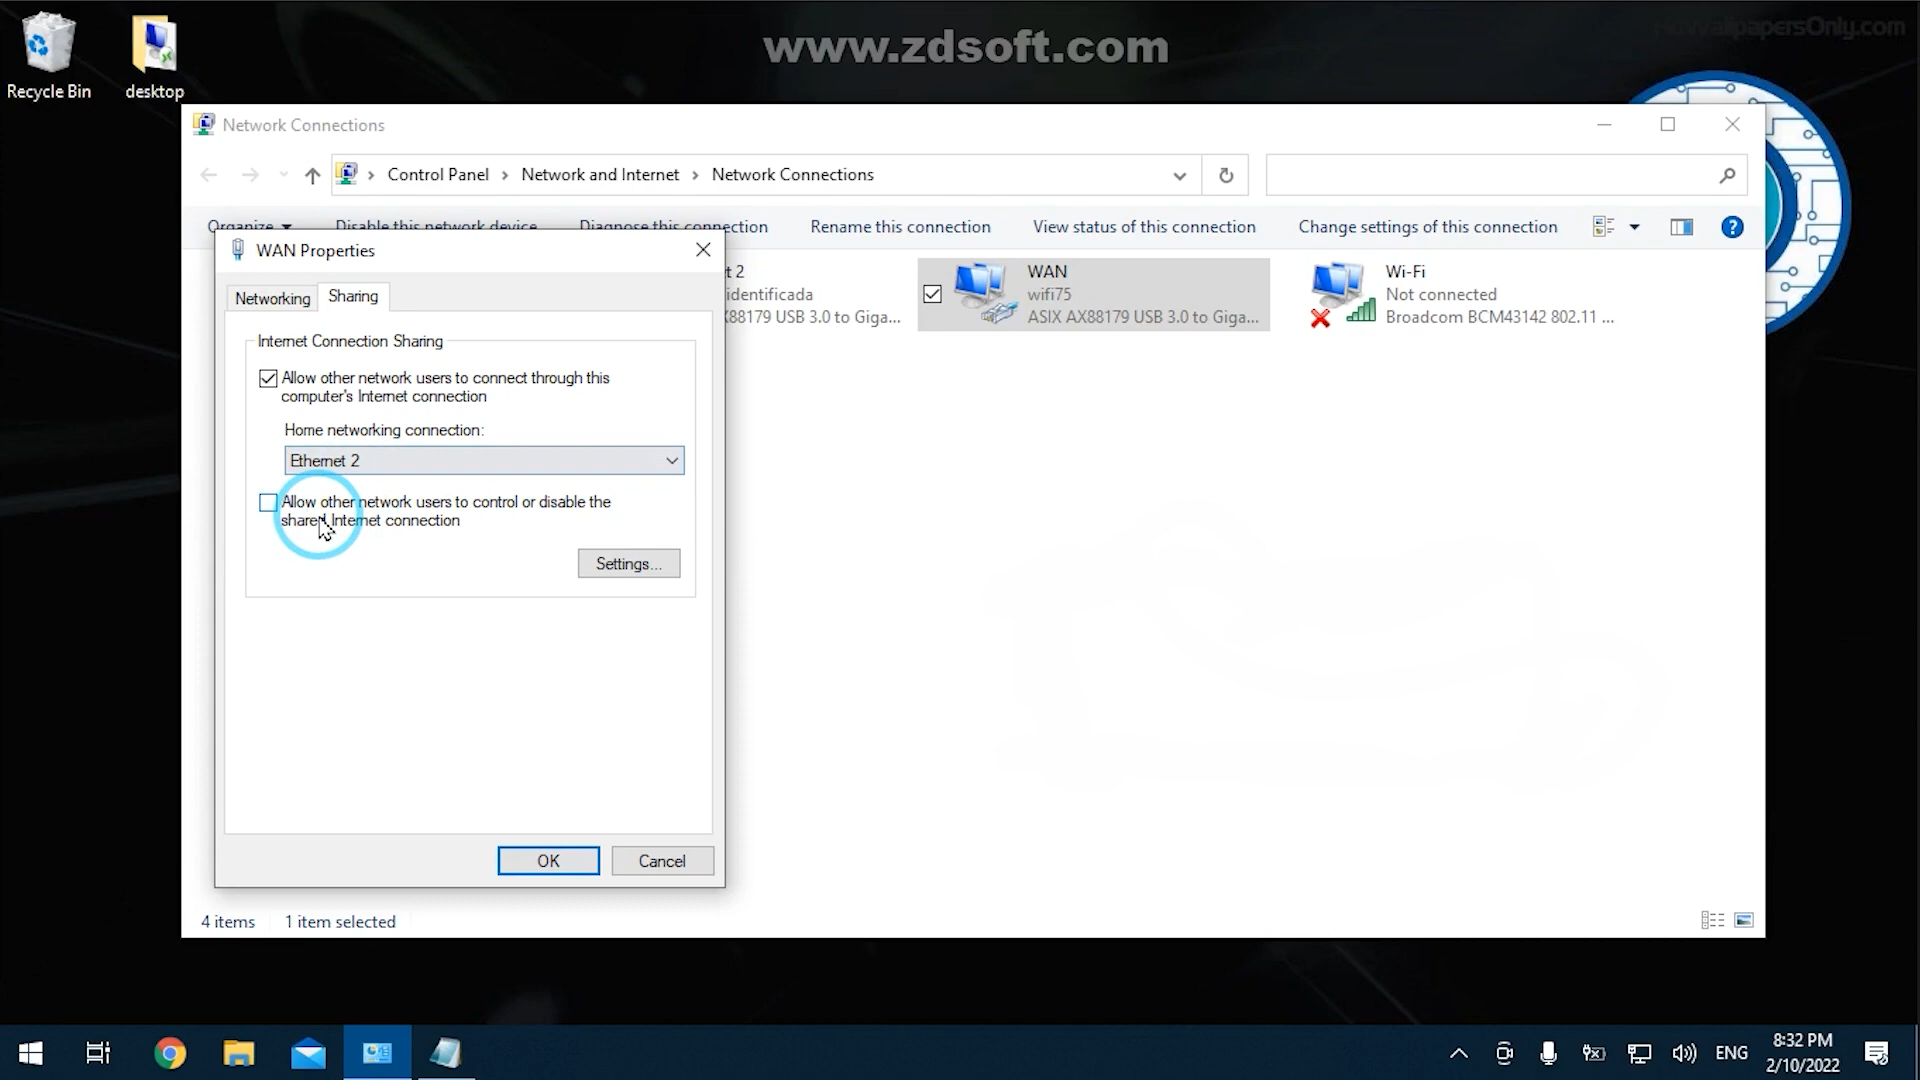 www.zdsoft.com
WallpapersOnly.com
Recycle Bin
desktop
Network Connections
Control Panel
Network and Internet
Network Connections
Organize
Disable this network device
Diagnose this connection
Rename this connection
View status of this connection
Change settings of this connection
WAN Properties
Networking
Sharing
Internet Connection Sharing
Allow other network users to connect through this
computer's Internet connection
Home networking connection:
Ethernet 2
Allow other network users to control or disable the
shared Internet connection
Settings...
OK
Cancel
t 2
identificada
X88179 USB 3.0 to Giga...
WAN
wifi75
ASIX AX88179 USB 3.0 to Giga...
Wi-Fi
Not connected
Broadcom BCM43142 802.11 ...
4 items
1 item selected
ENG
8:32 PM
2/10/2022